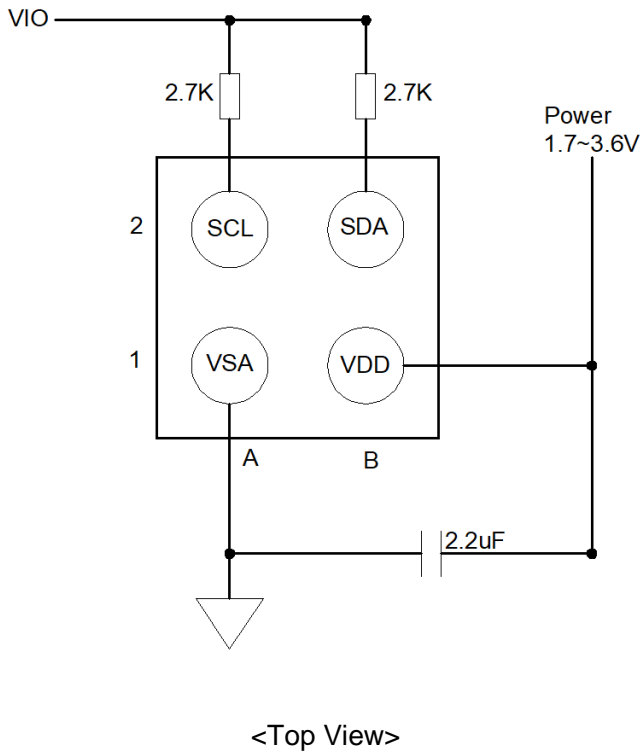 VIO
2.7K
2.7K
Power
1.7~3.6V
2
SCL
SDA
1
VSA
VDD
A
B
2.2uF
<Top View>